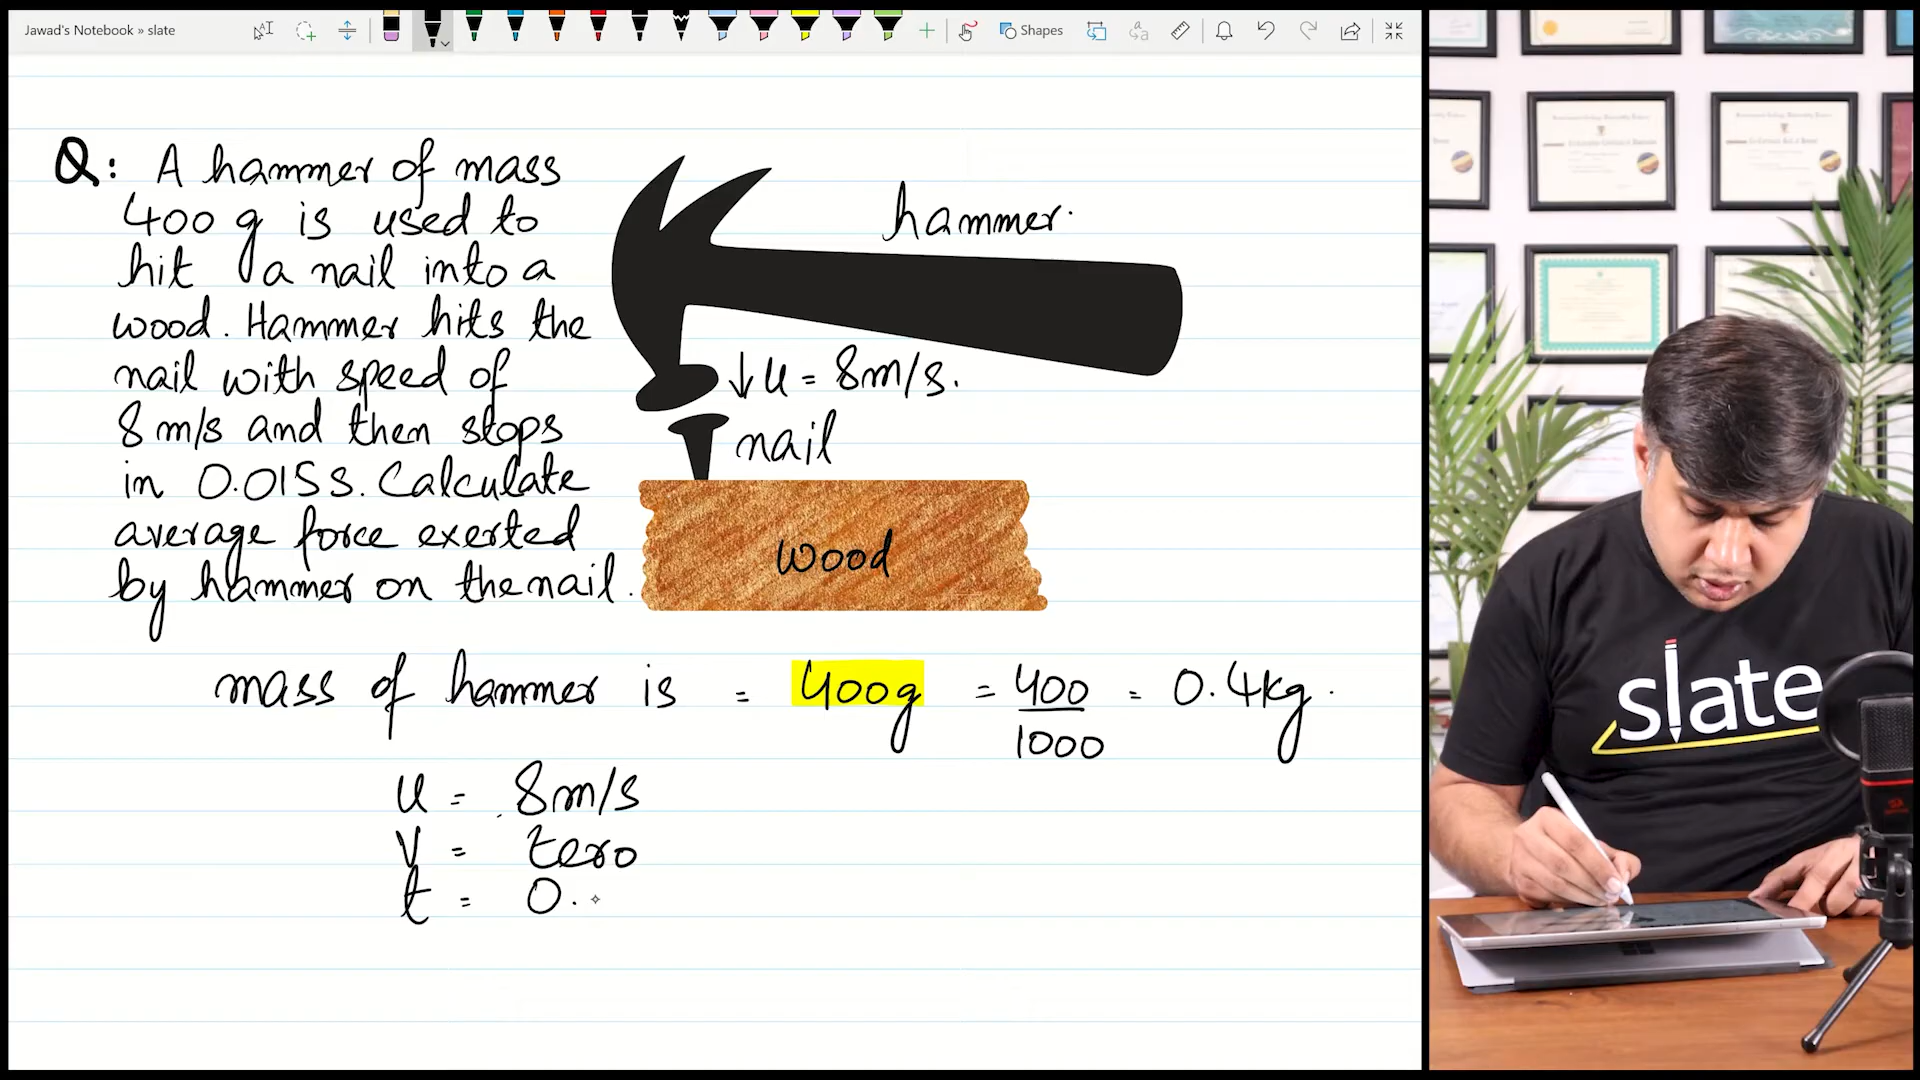 Jawad's Notebook » slate
Shapes
Q: A hammer of mass
400 g is used to
hit a nail into a
wood. Hammer hits the
nail with speed of
8 m/s and then stops
in 0.015 s. Calculate
average force exerted
by hammer on the nail.
hammer.
↓u = 8m/s.
nail
wood
mass of hammer is = 400g = 400/1000 = 0.4kg.
u = 8m/s
v = zero
t = 0.
slate